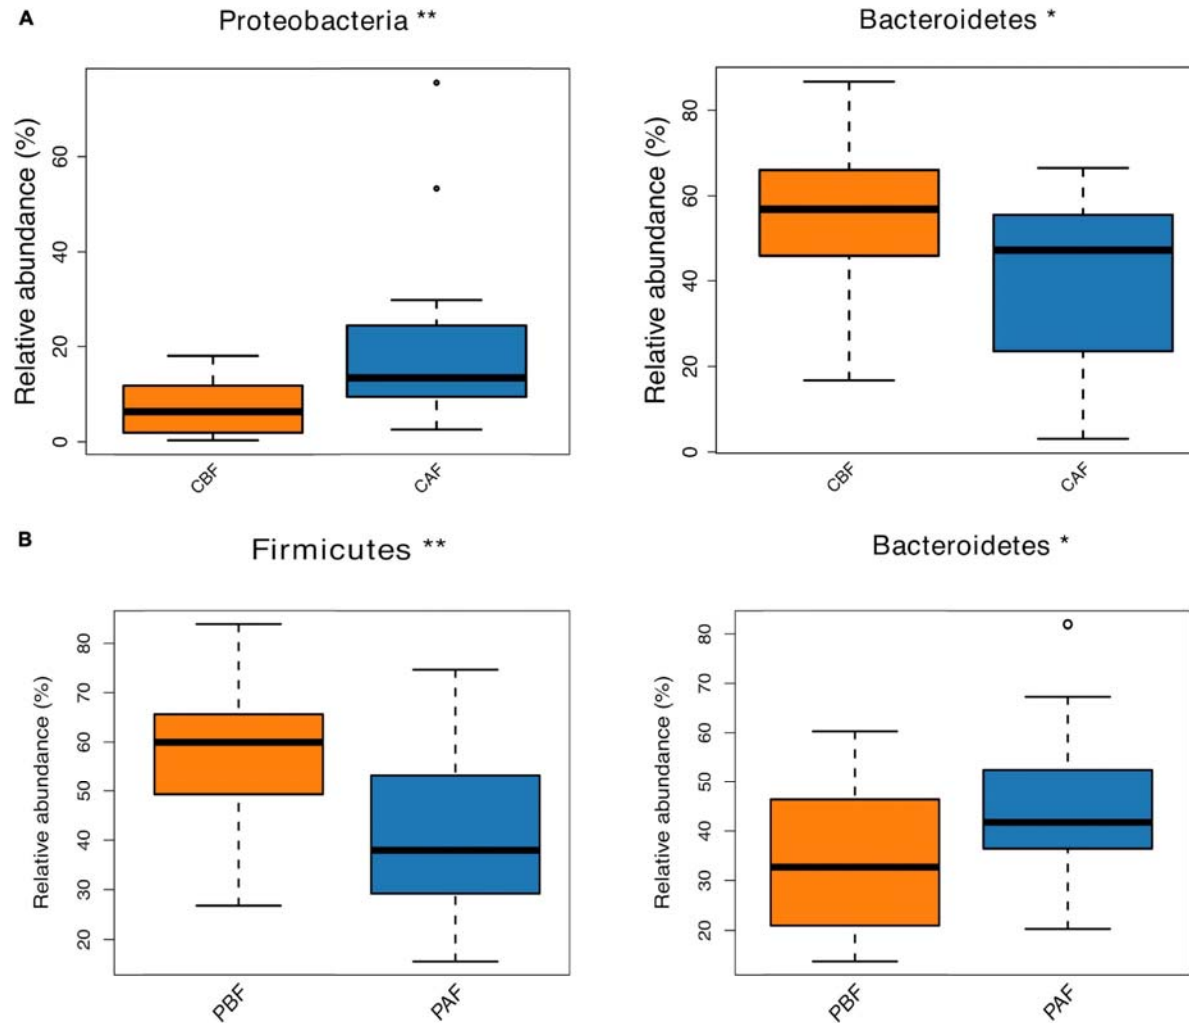 A
Proteobacteria **
Bacteroidetes *
Relative abundance (%)
0
20
40
60
CBF
CAF
Relative abundance (%)
0
20
40
60
80
CBF
CAF
B
Firmicutes **
Bacteroidetes *
Relative abundance (%)
20
30
40
50
60
70
80
PBF
PAF
Relative abundance (%)
20
30
40
50
60
70
80
PBF
PAF